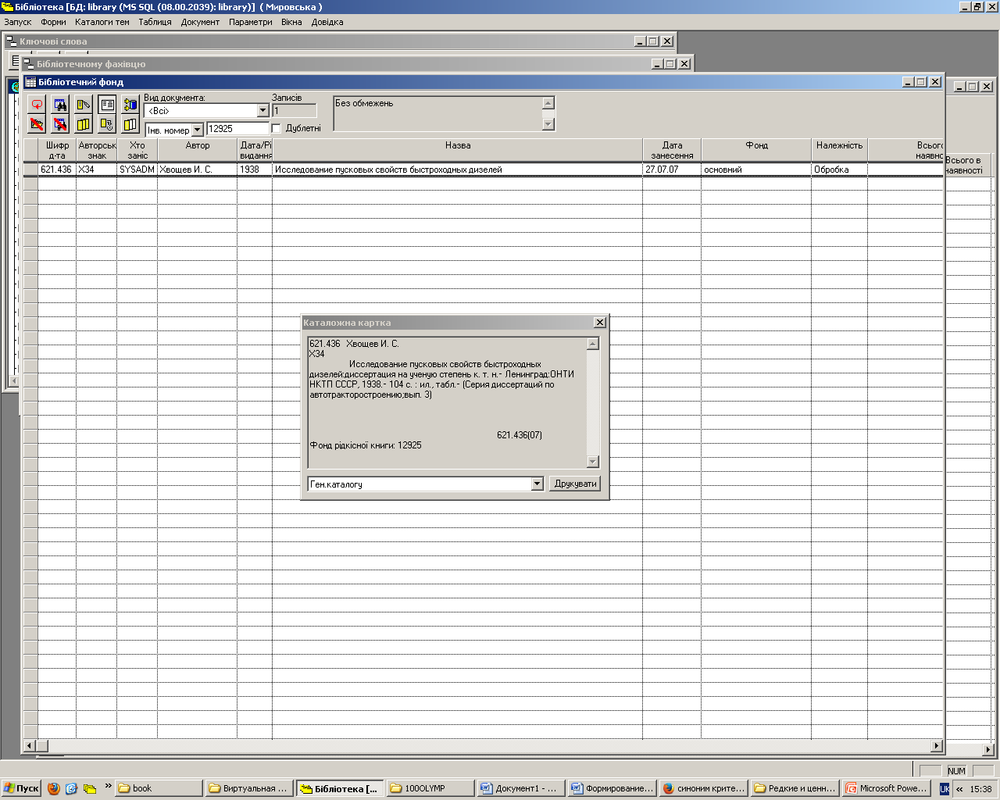 Бібліотека [БД: library (MS SQL (08.00.2039): library)] ( Мировська )
Запуск Форми Каталоги тем Таблиця Документ Параметри Вікна Довідка
Ключові слова
Бібліотечному фахівцю
Бібліотечний фонд
Вид документа: Записів
<Всі> 1 Без обмежень
Інв. номер 12925 Дублетні
Шифр Авторськ Хто Автор Дата/Рі Назва Дата Фонд Належність Всього
д-та знак заніс видання занесення наявно
Всього в
наявності
621.436 Х34 SYSADM Хвощев И. С. 1938 Исследование пусковых свойств быстроходных дизелей 27.07.07 основний Обробка
Каталожна картка
621.436 Хвощев И. С.
Х34
Исследование пусковых свойств быстроходных
дизелей:диссертация на ученую степень к. т. н.- Ленинград:ОНТИ
НКТП СССР, 1938.- 104 с. : ил., табл.- (Серия диссертаций по
автотракторостроению;вып. 3)
621.436(07)
Фонд рідкісної книги: 12925
Ген.каталогу Друкувати
NUM
Пуск » book Виртуальная ... Бібліотека [... 100OLYMP Документ1 - ... Формирование... синоним крите... Редкие и ценн... Microsoft Powe... UK « 15:38